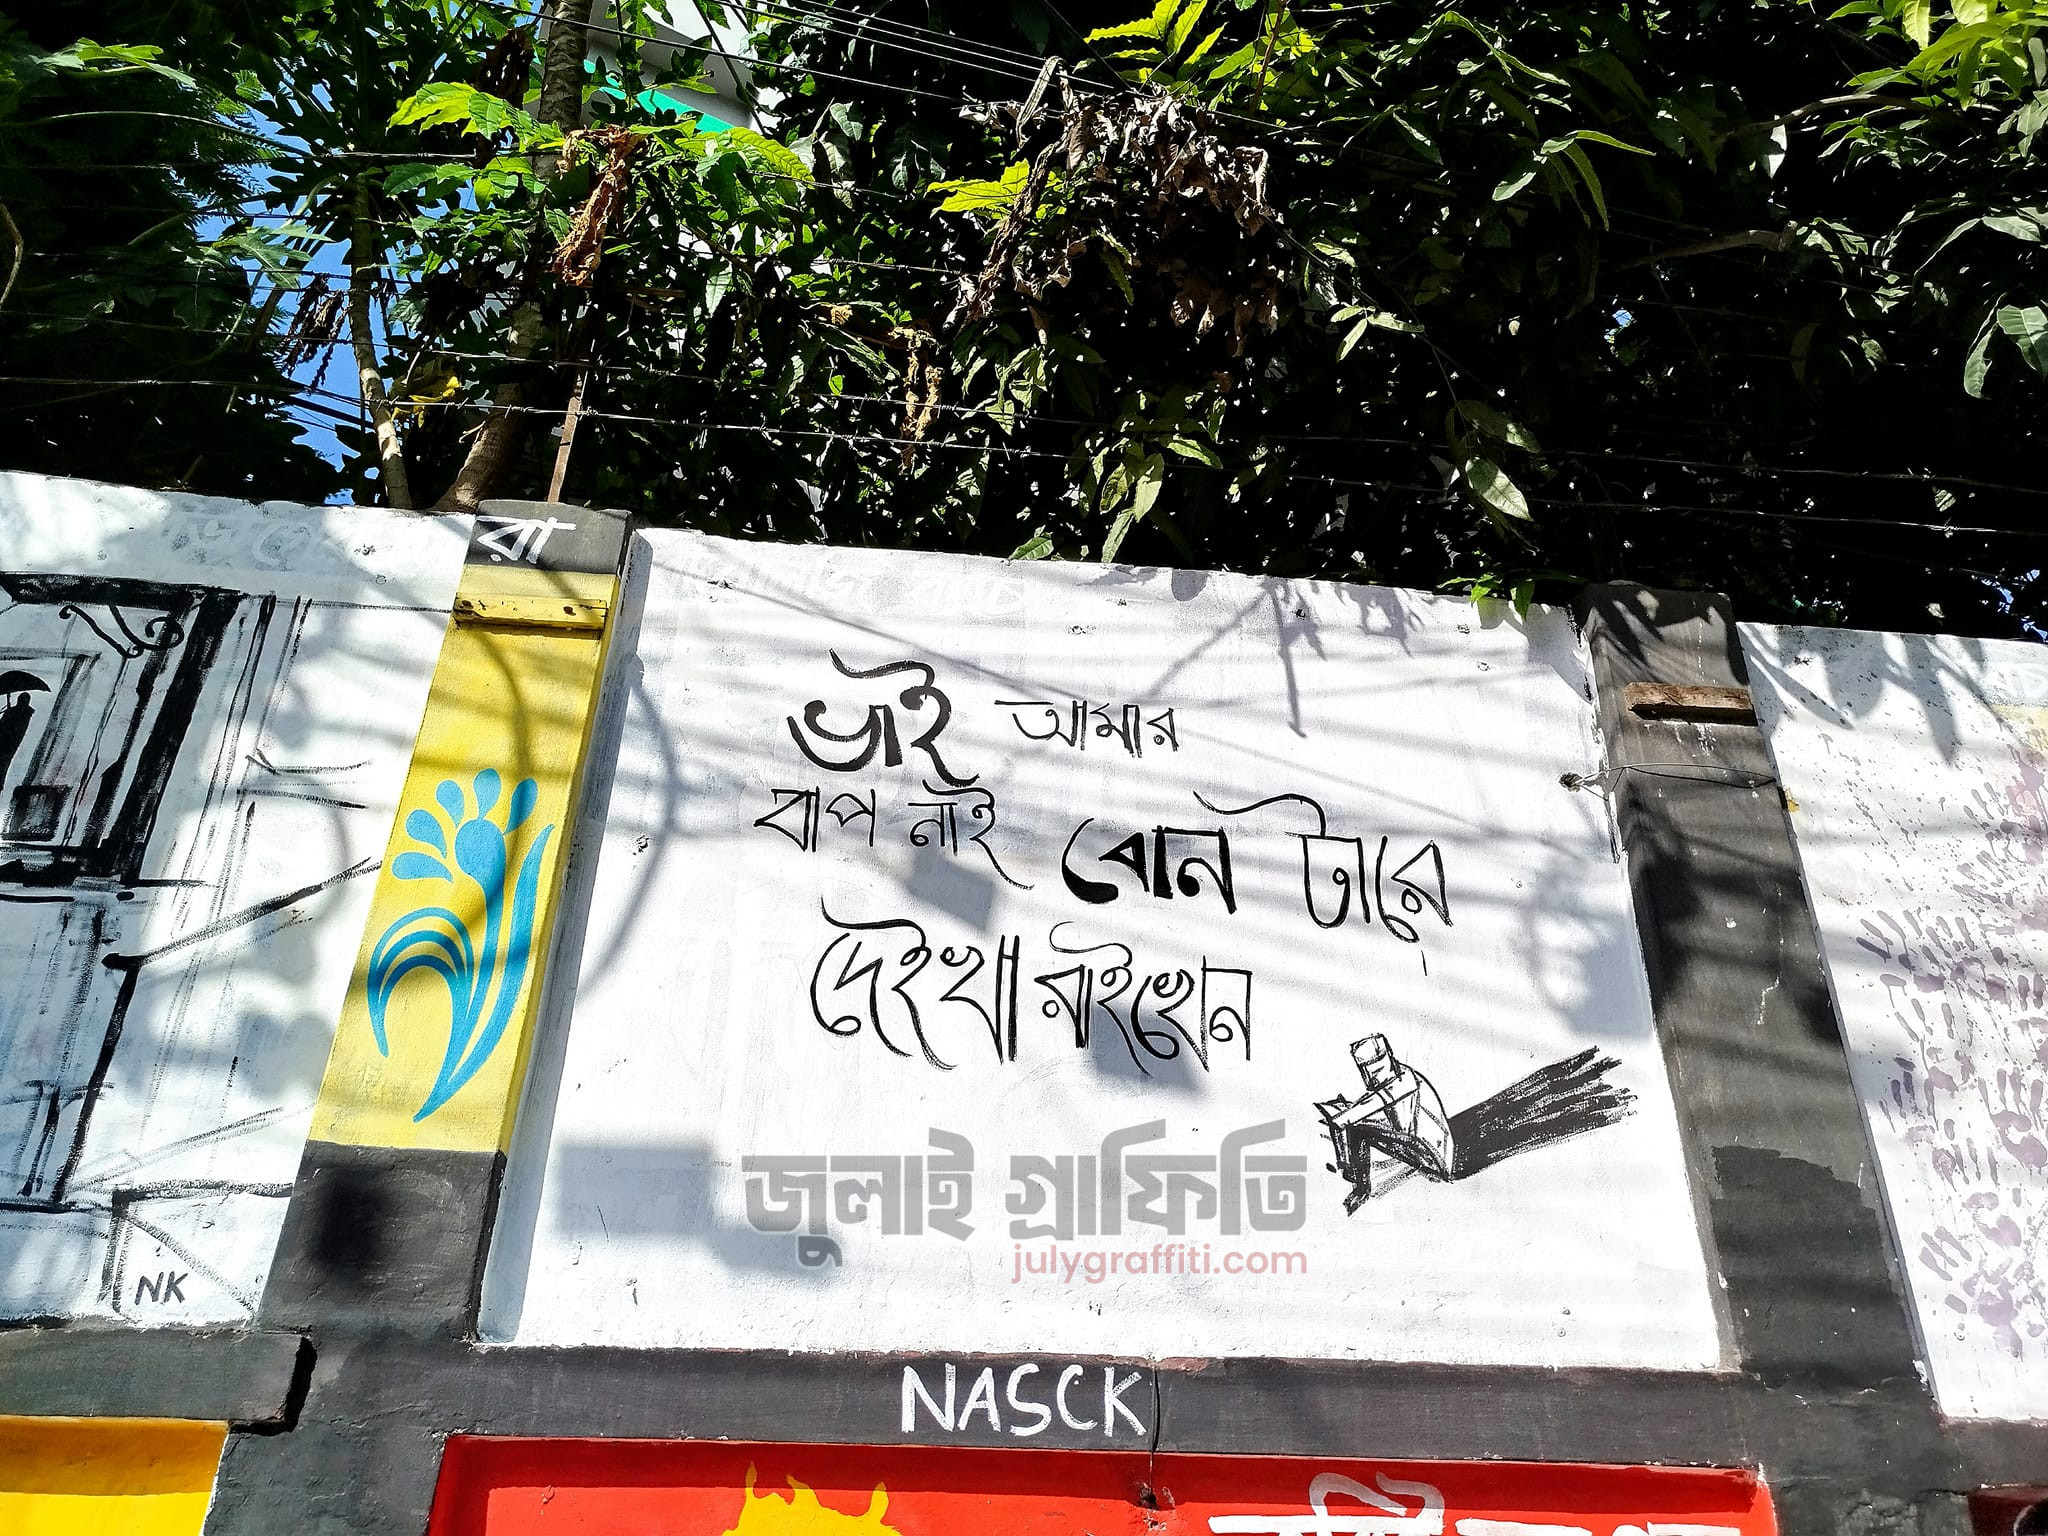 রা
ভাই আমার
বাপ নাই বোন টারে
দেইখা রাইখেন
জুলাই গ্রাফিতি
julygraffiti.com
NK
NASCK